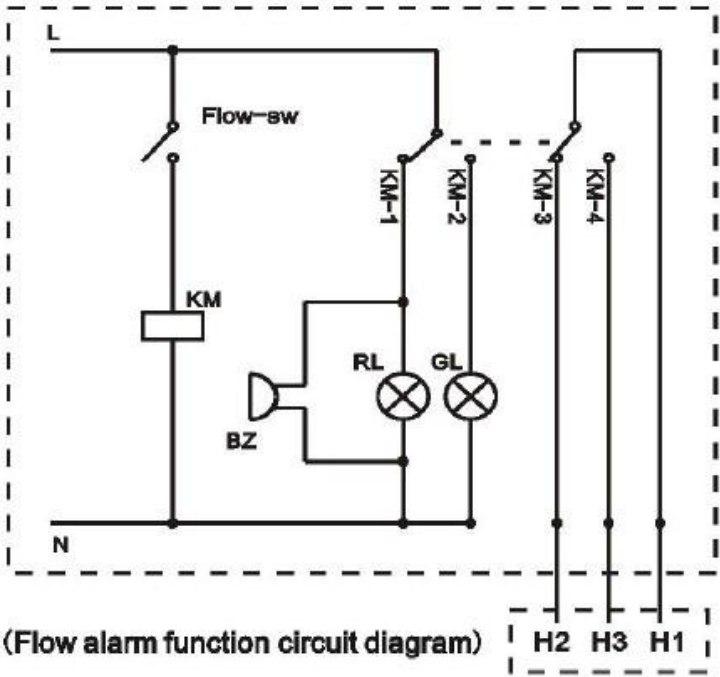 L
Flow-sw
KM-1
KM-2
KM-3
KM-4
KM
RL
GL
BZ
N
(Flow alarm function circuit diagram)
H2 H3 H1